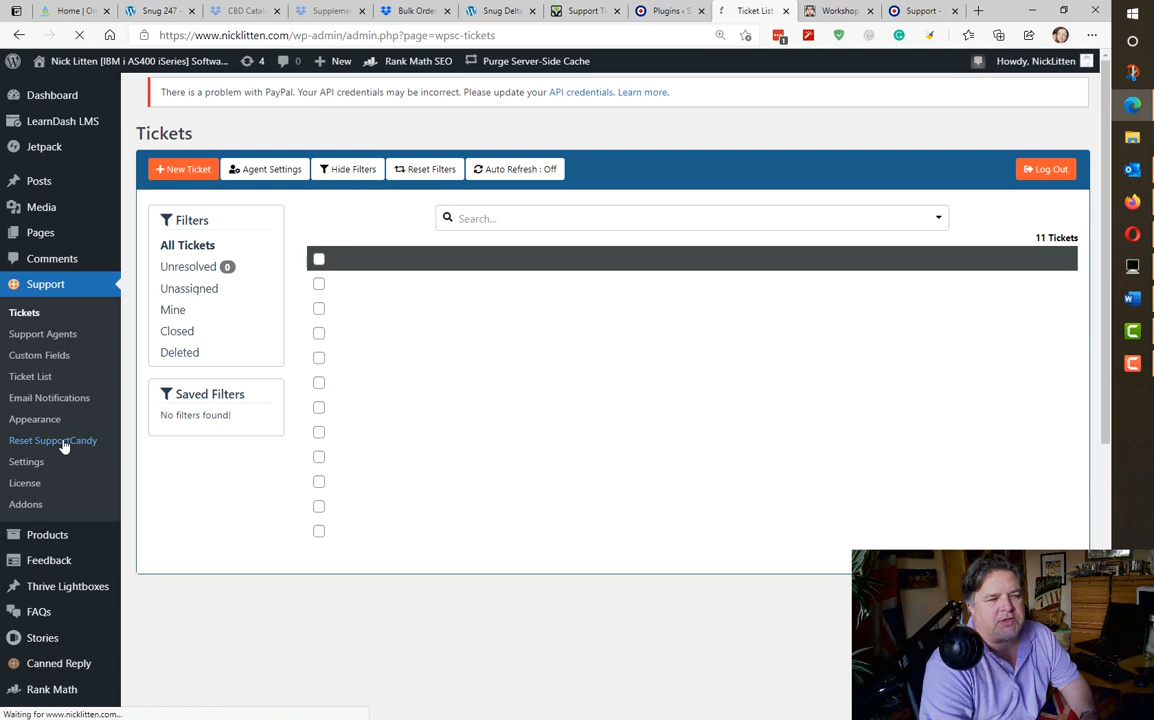 Home | On
Snug 247 -
CBD Catal
Supplemen
Bulk Order
Snug Delta
Support Ti
Plugins < S
Ticket List
Workshop
Support -
https://www.nicklitten.com/wp-admin/admin.php?page=wpsc-tickets
Nick Litten [IBM i AS400 iSeries] Softwa...
4
0
New
Rank Math SEO
Purge Server-Side Cache
Howdy, NickLitten
There is a problem with PayPal. Your API credentials may be incorrect. Please update your API credentials. Learn more.
Dashboard
LearnDash LMS
Jetpack
Posts
Media
Pages
Comments
Support
Tickets
Support Agents
Custom Fields
Ticket List
Email Notifications
Appearance
Reset SupportCandy
Settings
License
Addons
Products
Feedback
Thrive Lightboxes
FAQs
Stories
Canned Reply
Rank Math
Tickets
New Ticket
Agent Settings
Hide Filters
Reset Filters
Auto Refresh : Off
Log Out
Filters
All Tickets
Unresolved 0
Unassigned
Mine
Closed
Deleted
Saved Filters
No filters found!
Search...
11 Tickets
Waiting for www.nicklitten.com...